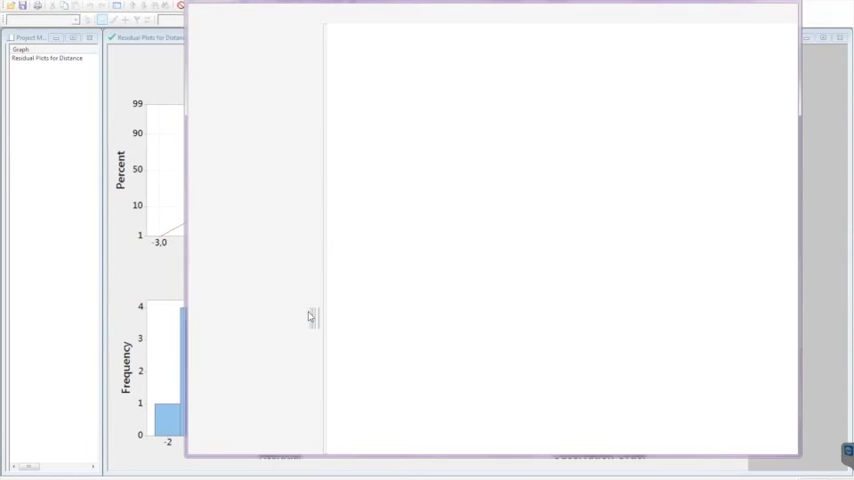 Project M...
Residual Plots for Distanc
Graph
Residual Plots for Distance
99
90
50
10
1
Percent
-3,0
4
3
2
1
0
Frequency
-2